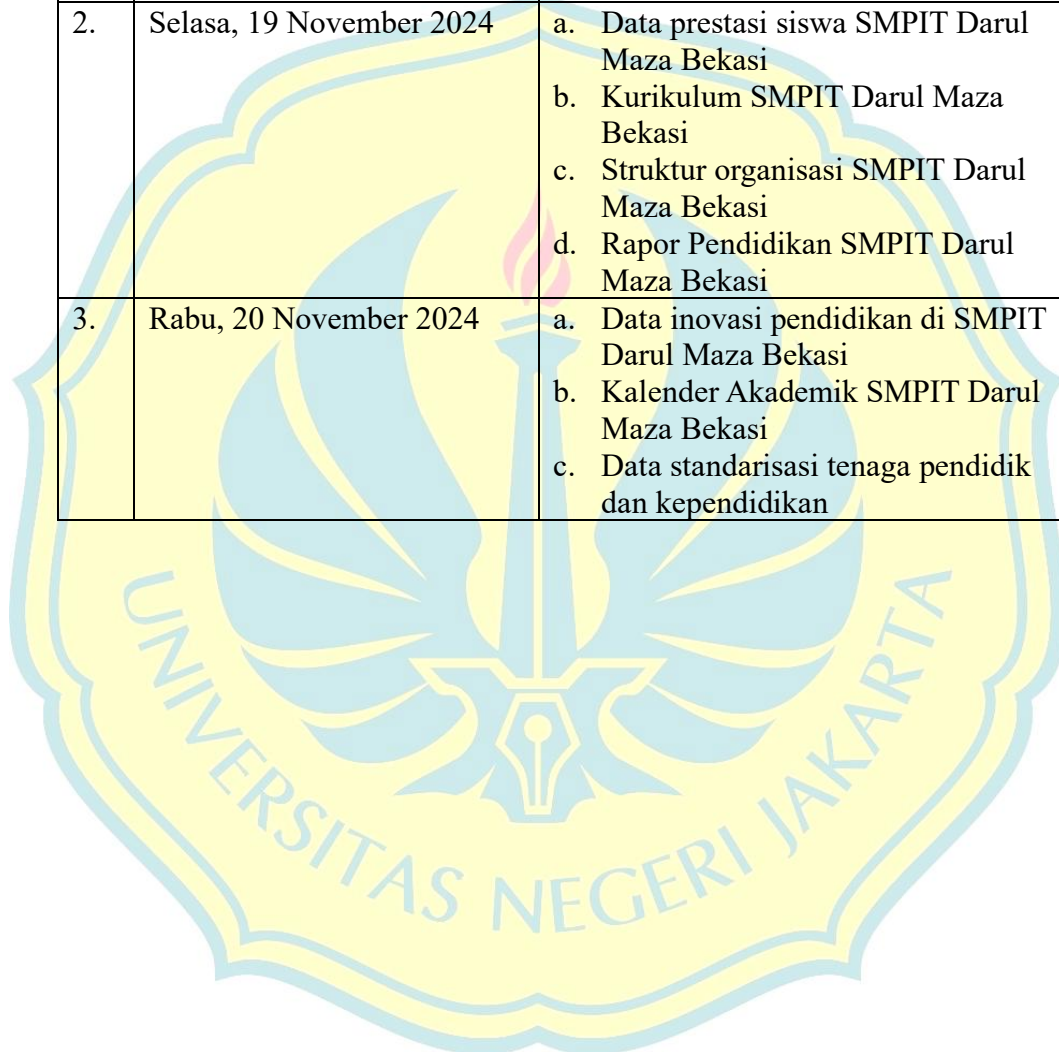 2. Selasa, 19 November 2024 a. Data prestasi siswa SMPIT Darul
Maza Bekasi
b. Kurikulum SMPIT Darul Maza
Bekasi
c. Struktur organisasi SMPIT Darul
Maza Bekasi
d. Rapor Pendidikan SMPIT Darul
Maza Bekasi
3. Rabu, 20 November 2024 a. Data inovasi pendidikan di SMPIT
Darul Maza Bekasi
b. Kalender Akademik SMPIT Darul
Maza Bekasi
c. Data standarisasi tenaga pendidik
dan kependidikan
UNIVERSITAS NEGERI JAKARTA